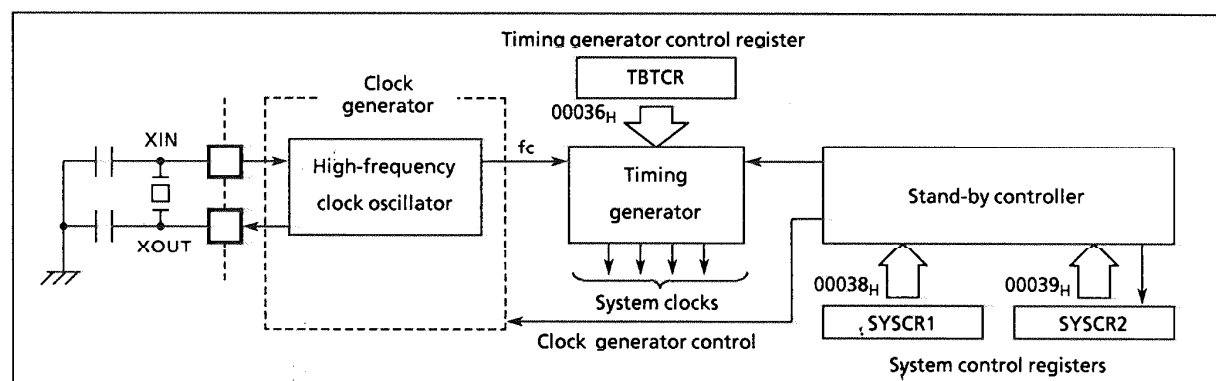 Timing generator control register
TBTCR
00036H
Clock
generator
XIN
XOUT
High-frequency
clock oscillator
fc
Timing
generator
System clocks
Stand-by controller
Clock generator control
00038H
SYSCR1
00039H
SYSCR2
System control registers